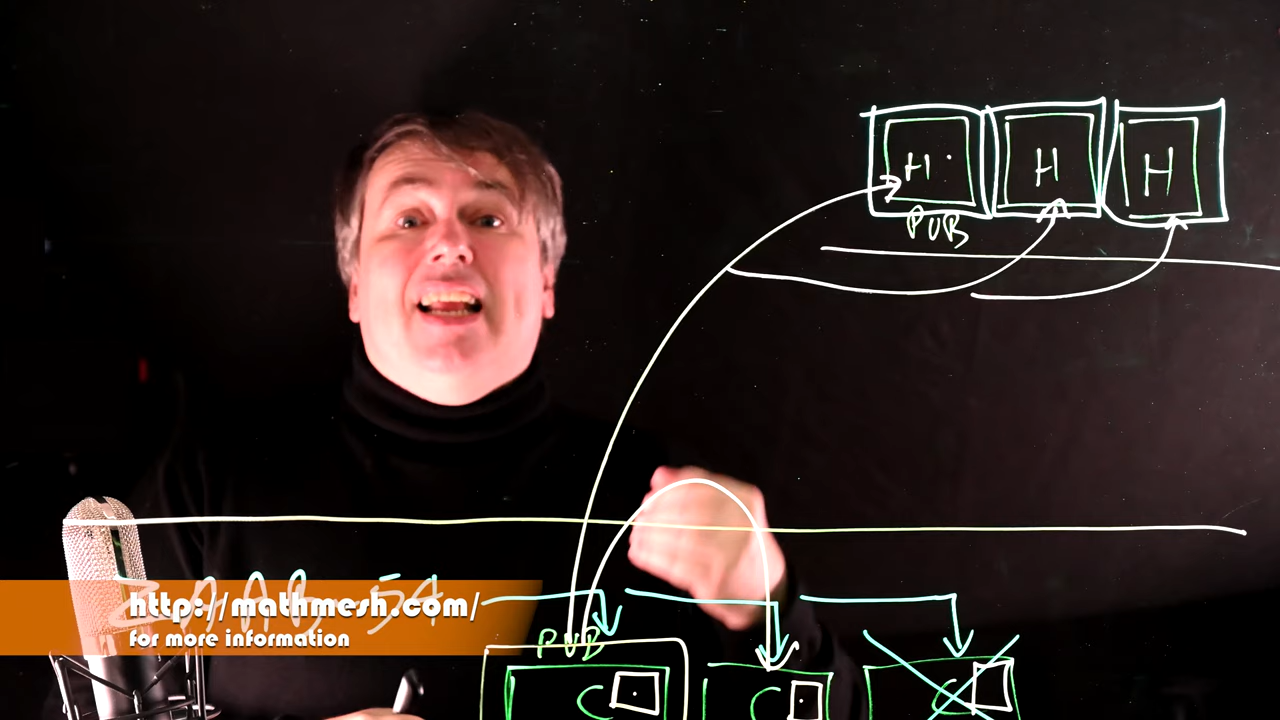 H H H
PUB
http://mathmesh.com/
for more information
PUB
C C C